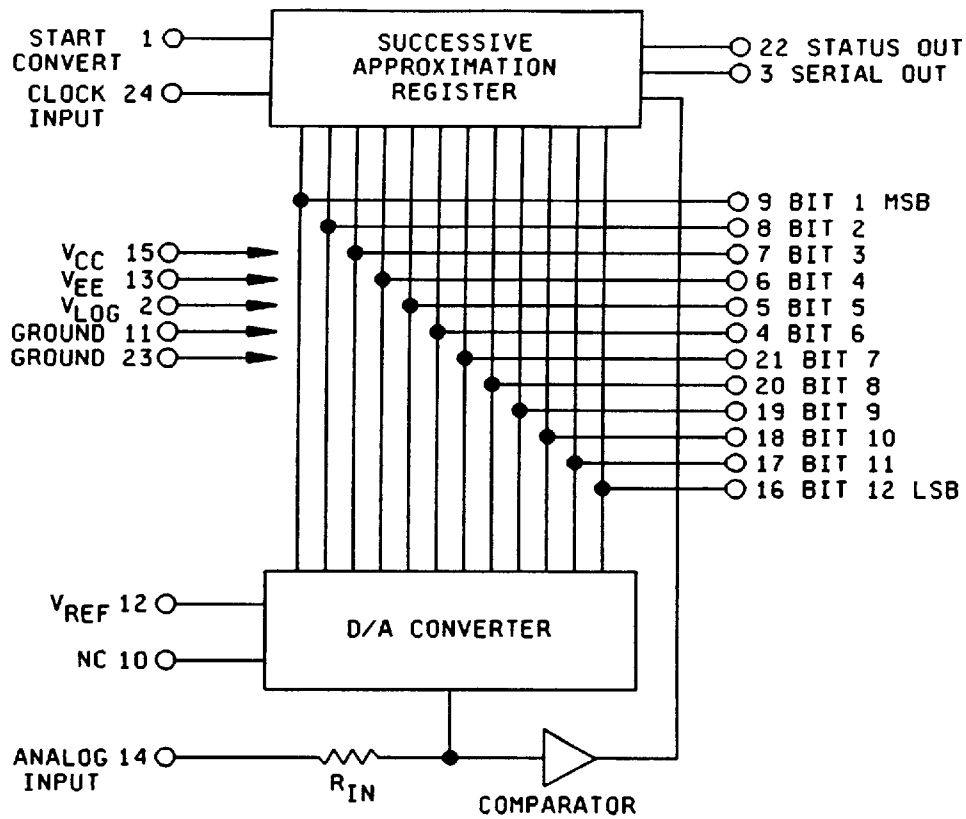 START 1
CONVERT
CLOCK 24
INPUT
SUCCESSIVE
APPROXIMATION
REGISTER
22 STATUS OUT
3 SERIAL OUT
9 BIT 1 MSB
8 BIT 2
7 BIT 3
6 BIT 4
5 BIT 5
4 BIT 6
21 BIT 7
20 BIT 8
19 BIT 9
18 BIT 10
17 BIT 11
16 BIT 12 LSB
VCC 15
VEE 13
VLOG 2
GROUND 11
GROUND 23
VREF 12
NC 10
D/A CONVERTER
ANALOG 14
INPUT
RIN
COMPARATOR